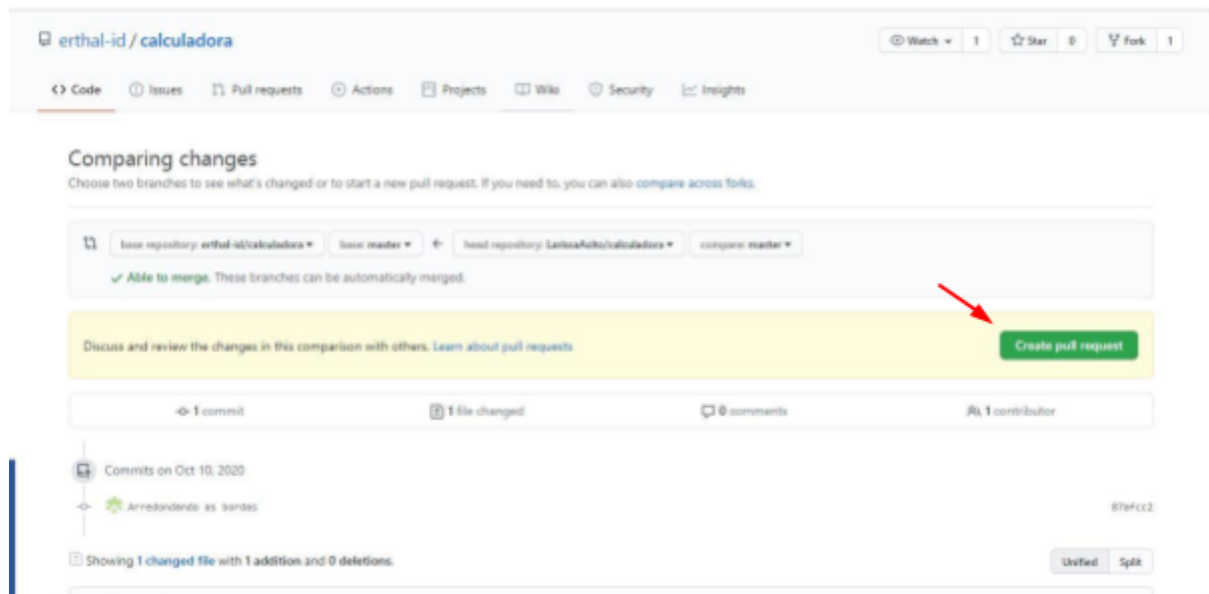 erthal-id / calculadora
Watch 1 Star 0 Fork 1
Code Issues Pull requests Actions Projects Wiki Security Insights
Comparing changes
Choose two branches to see what's changed or to start a new pull request. If you need to, you can also compare across forks.
base repository: erthal-id/calculadora base: master head repository: /calculadora compare: master
Able to merge. These branches can be automatically merged.
Discuss and review the changes in this comparison with others. Learn about pull requests
Create pull request
1 commit 1 file changed 0 comments 1 contributor
Commits on Oct 10, 2020
Arredondando as bordas
Showing 1 changed file with 1 addition and 0 deletions.
Unified Split